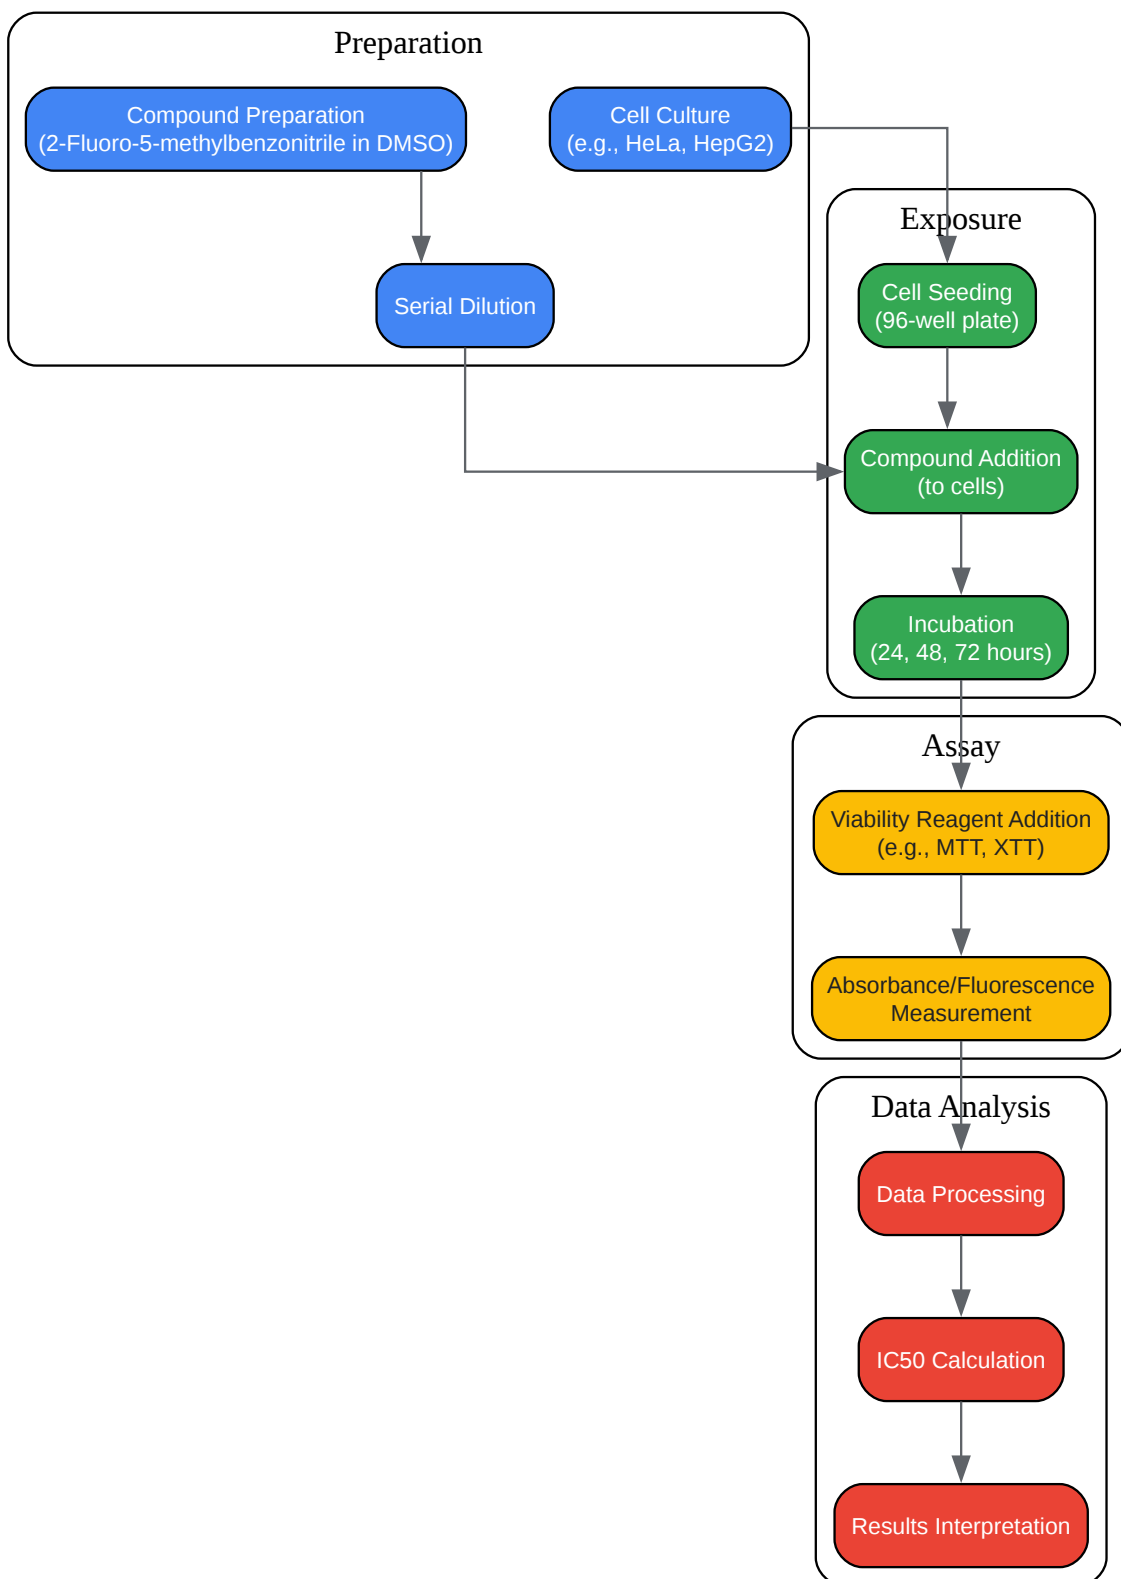 Preparation
Compound Preparation
(2-Fluoro-5-methylbenzonitrile in DMSO)
Cell Culture
(e.g., HeLa, HepG2)
Serial Dilution
Exposure
Cell Seeding
(96-well plate)
Compound Addition
(to cells)
Incubation
(24, 48, 72 hours)
Assay
Viability Reagent Addition
(e.g., MTT, XTT)
Absorbance/Fluorescence
Measurement
Data Analysis
Data Processing
IC50 Calculation
Results Interpretation